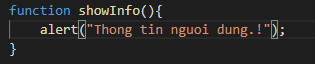 function showInfo(){
    alert("Thong tin nguoi dung.!");
}